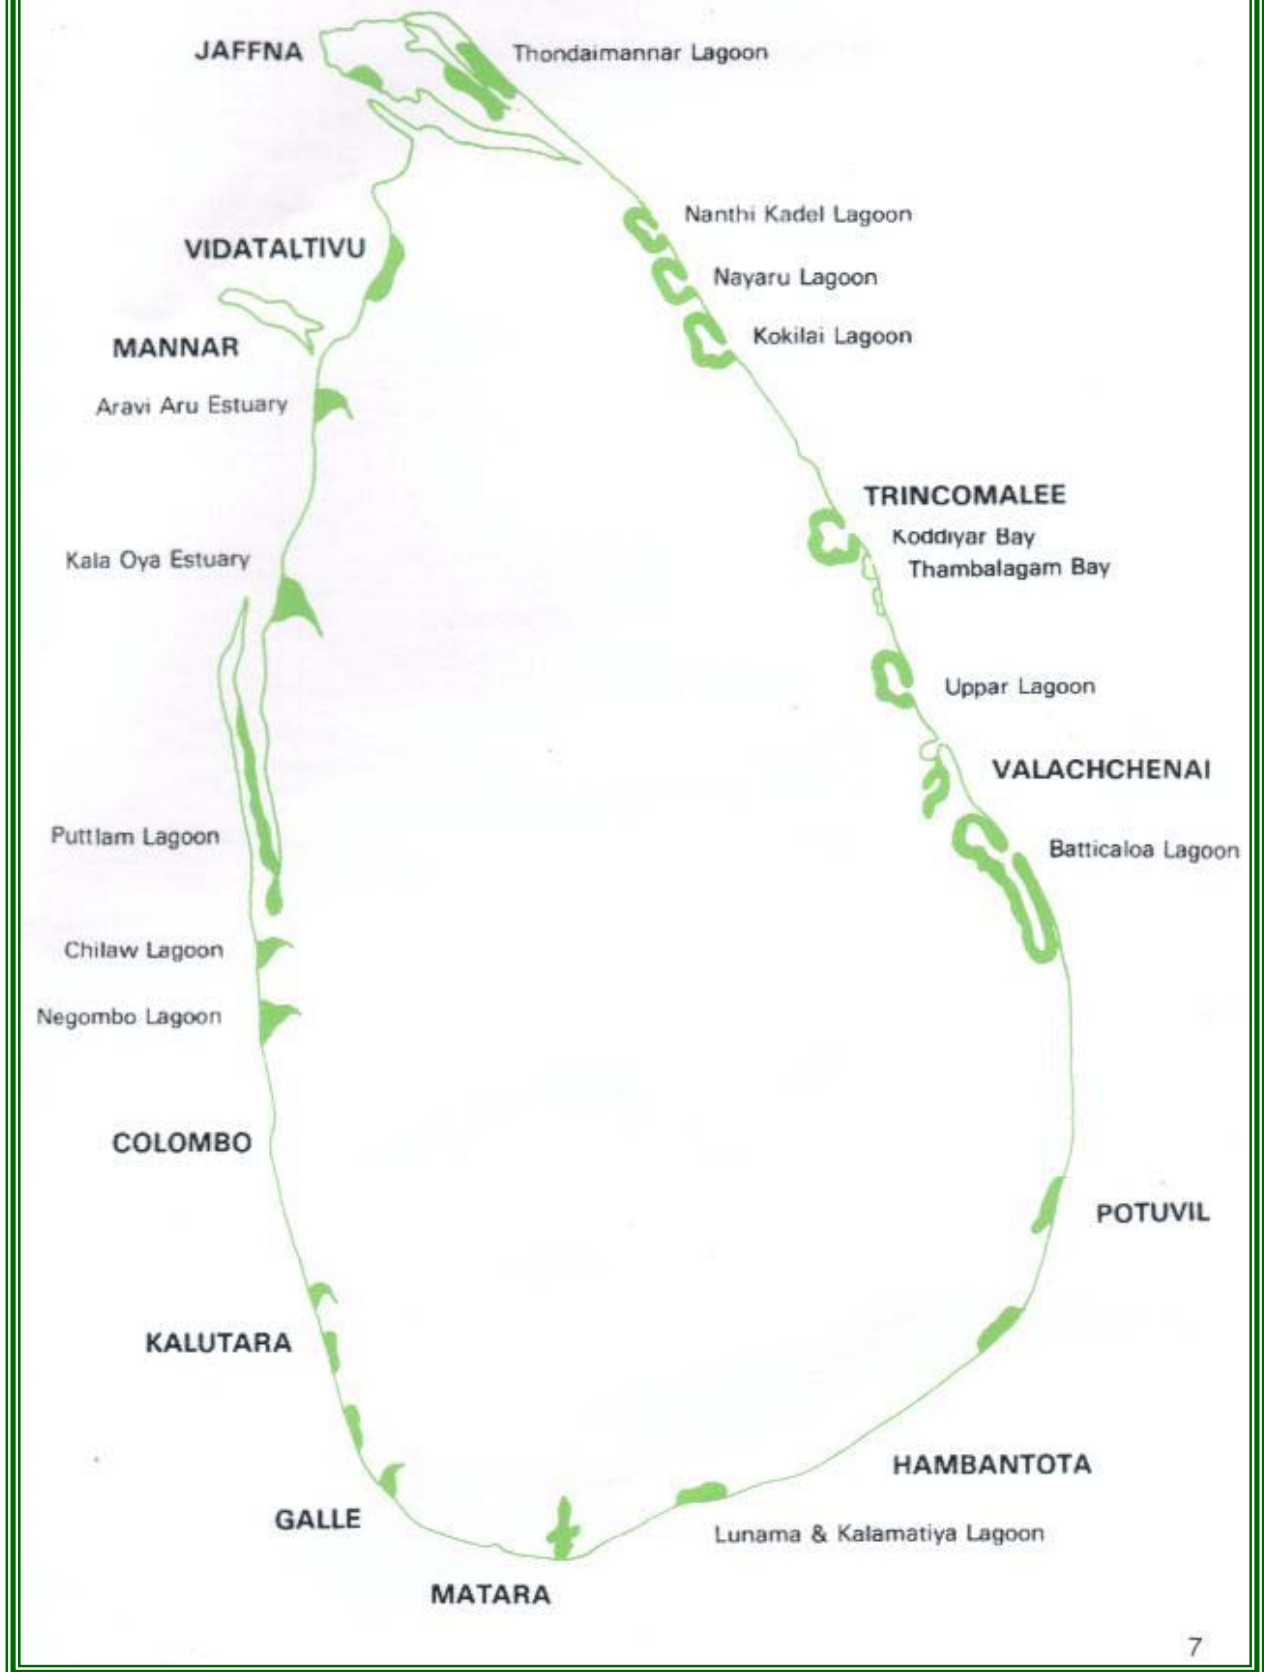 JAFFNA
Thondaimannar Lagoon
Nanthi Kadel Lagoon
VIDATALTIVU
Nayaru Lagoon
Kokilai Lagoon
MANNAR
Aravi Aru Estuary
TRINCOMALEE
Koddiyar Bay
Kala Oya Estuary
Thambalagam Bay
Uppar Lagoon
VALACHCHENAI
Puttlam Lagoon
Batticaloa Lagoon
Chilaw Lagoon
Negombo Lagoon
COLOMBO
POTUVIL
KALUTARA
HAMBANTOTA
GALLE
Lunama & Kalamatiya Lagoon
MATARA
7